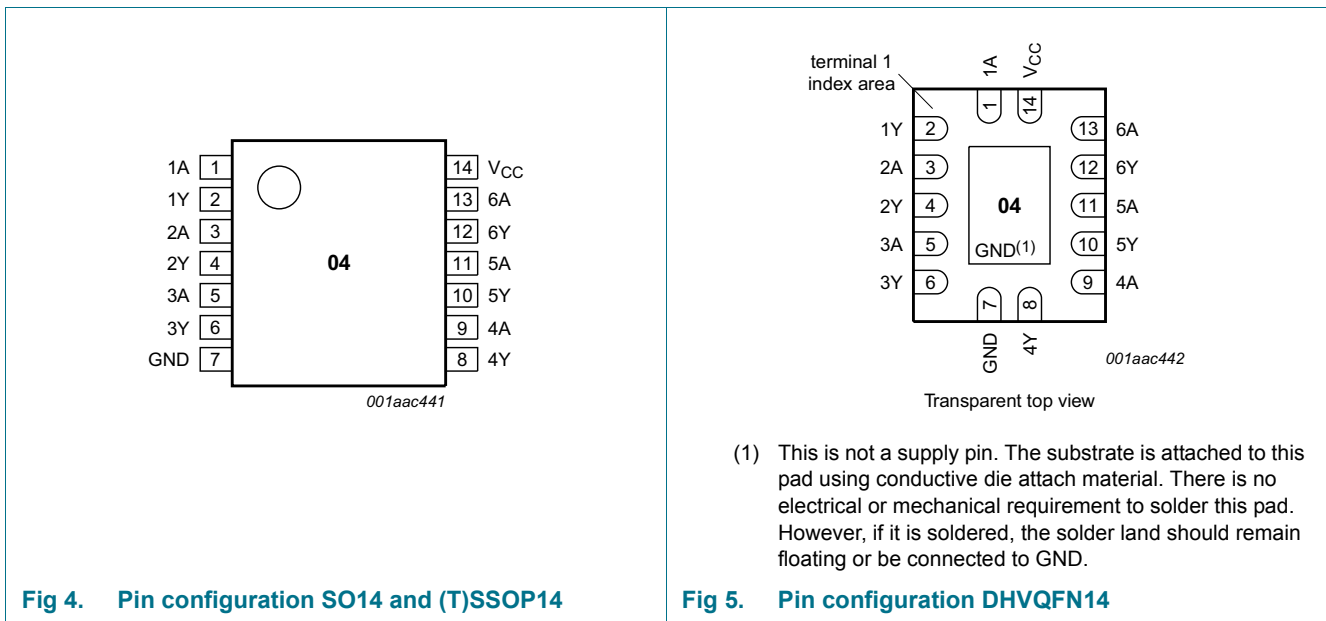 1A 1 14 VCC
1Y 2 13 6A
2A 3 12 6Y
2Y 4 04 11 5A
3A 5 10 5Y
3Y 6 9 4A
GND 7 8 4Y
001aac441
Fig 4. Pin configuration SO14 and (T)SSOP14
terminal 1
index area
1A VCC
1 14
1Y 2 13 6A
2A 3 12 6Y
2Y 4 04 11 5A
3A 5 GND(1) 10 5Y
3Y 6 9 4A
7 8
GND 4Y
001aac442
Transparent top view
(1) This is not a supply pin. The substrate is attached to this
pad using conductive die attach material. There is no
electrical or mechanical requirement to solder this pad.
However, if it is soldered, the solder land should remain
floating or be connected to GND.
Fig 5. Pin configuration DHVQFN14